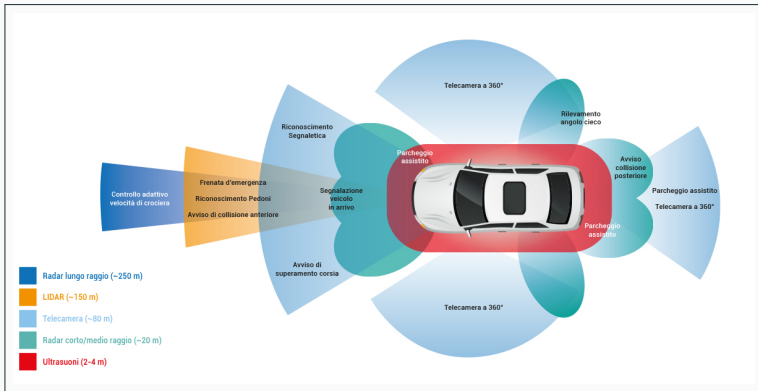 Telecamera a 360°
Riconoscimento
Segnaletica
Rilevamento
angolo cieco
Parcheggio
assistito
Avviso
collisione
posteriore
Controllo adattivo
velocità di crociera
Frenata d'emergenza
Riconoscimento Pedoni
Avviso di collisione anteriore
Segnalazione
veicolo
in arrivo
Parcheggio assistito
Telecamera a 360°
Parcheggio
assistito
Avviso di
superamento corsia
Telecamera a 360°
Radar lungo raggio (~250 m)
LIDAR (~150 m)
Telecamera (~80 m)
Radar corto/medio raggio (~20 m)
Ultrasuoni (2-4 m)